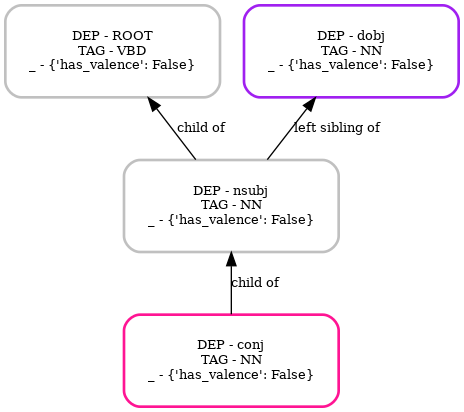 DEP - ROOT
TAG - VBD
_ - {'has_valence': False}
DEP - dobj
TAG - NN
_ - {'has_valence': False}
child of
left sibling of
DEP - nsubj
TAG - NN
_ - {'has_valence': False}
child of
DEP - conj
TAG - NN
_ - {'has_valence': False}